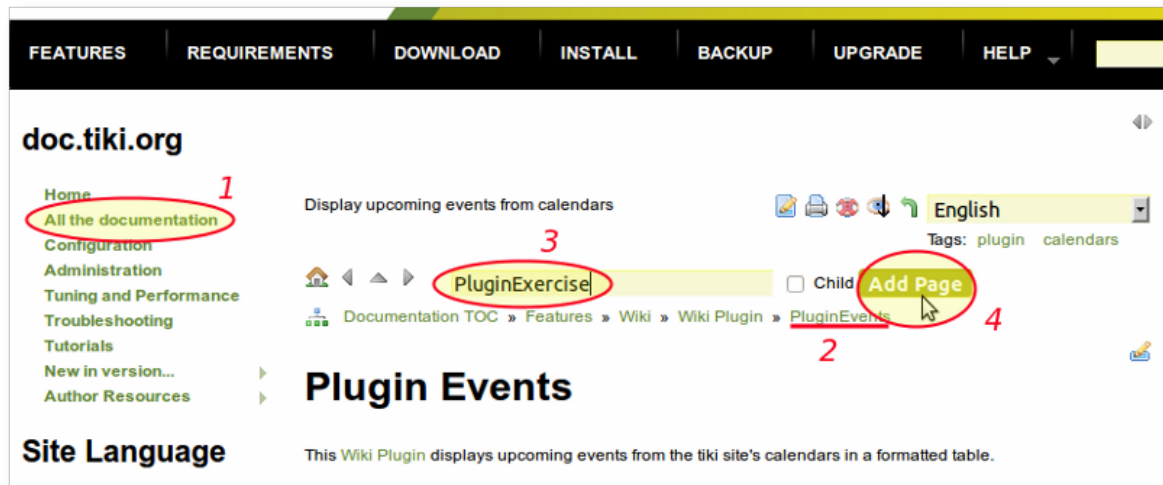 FEATURES REQUIREMENTS DOWNLOAD INSTALL BACKUP UPGRADE HELP
doc.tiki.org
Home
1
All the documentation
Configuration
Administration
Tuning and Performance
Troubleshooting
Tutorials
New in version...
Author Resources
Site Language
Display upcoming events from calendars
English
Tags: plugin calendars
3
PluginExercise
Child
Add Page
4
Documentation TOC » Features » Wiki » Wiki Plugin » PluginEvents
2
Plugin Events
This Wiki Plugin displays upcoming events from the tiki site's calendars in a formatted table.